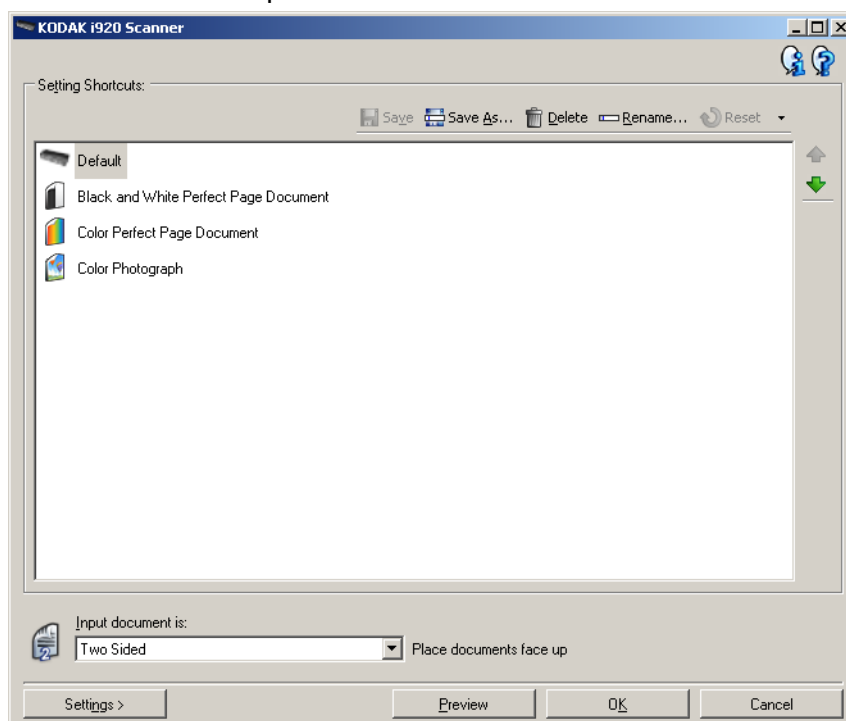 KODAK i920 Scanner
Setting Shortcuts:
Save Save As... Delete Rename... Reset
Default
Black and White Perfect Page Document
Color Perfect Page Document
Color Photograph
Input document is:
2 Two Sided Place documents face up
Settings > Preview OK Cancel